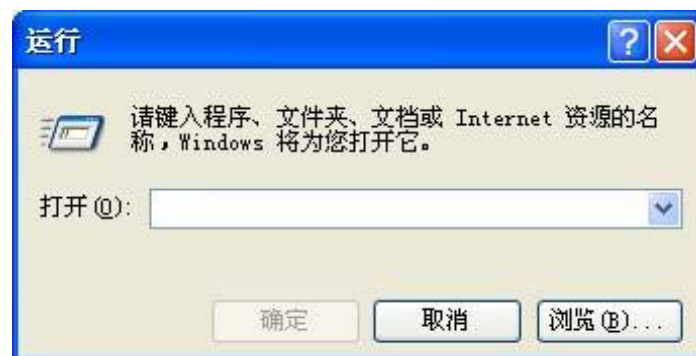 运行
请键入程序、文件夹、文档或 Internet 资源的名
称，Windows 将为您打开它。
打开(O):
确定 取消 浏览(B)...